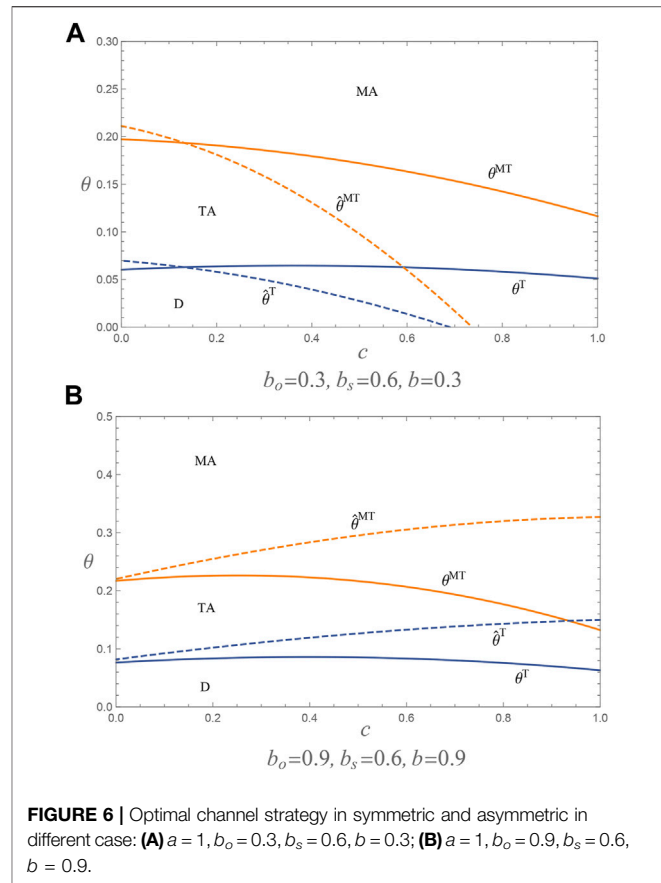 A
0.30
0.25
0.20
0.15
0.10
0.05
0.00
θ
MA
θ^MT
θ̂^MT
TA
D
θ̂^T
θ^T
0.0 0.2 0.4 0.6 0.8 1.0
c
b_o=0.3, b_s=0.6, b=0.3
B
0.5
0.4
0.3
0.2
0.1
0.0
θ
MA
θ̂^MT
θ^MT
TA
θ̂^T
D
θ^T
0.0 0.2 0.4 0.6 0.8 1.0
c
b_o=0.9, b_s=0.6, b=0.9
FIGURE 6 | Optimal channel strategy in symmetric and asymmetric in
different case: (A) a = 1, b_o = 0.3, b_s = 0.6, b = 0.3; (B) a = 1, b_o = 0.9, b_s = 0.6,
b = 0.9.